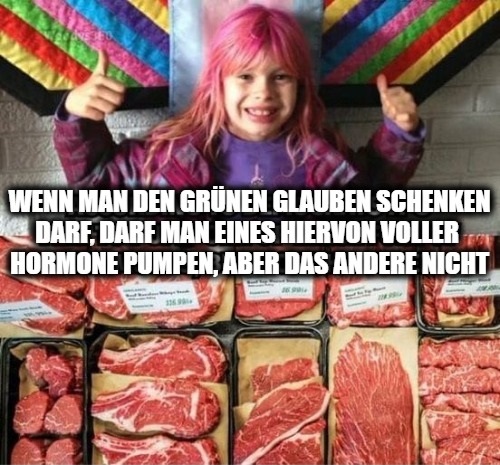 WENN MAN DEN GRÜNEN GLAUBEN SCHENKEN
DARF, DARF MAN EINES HIERVON VOLLER
HORMONE PUMPEN, ABER DAS ANDERE NICHT